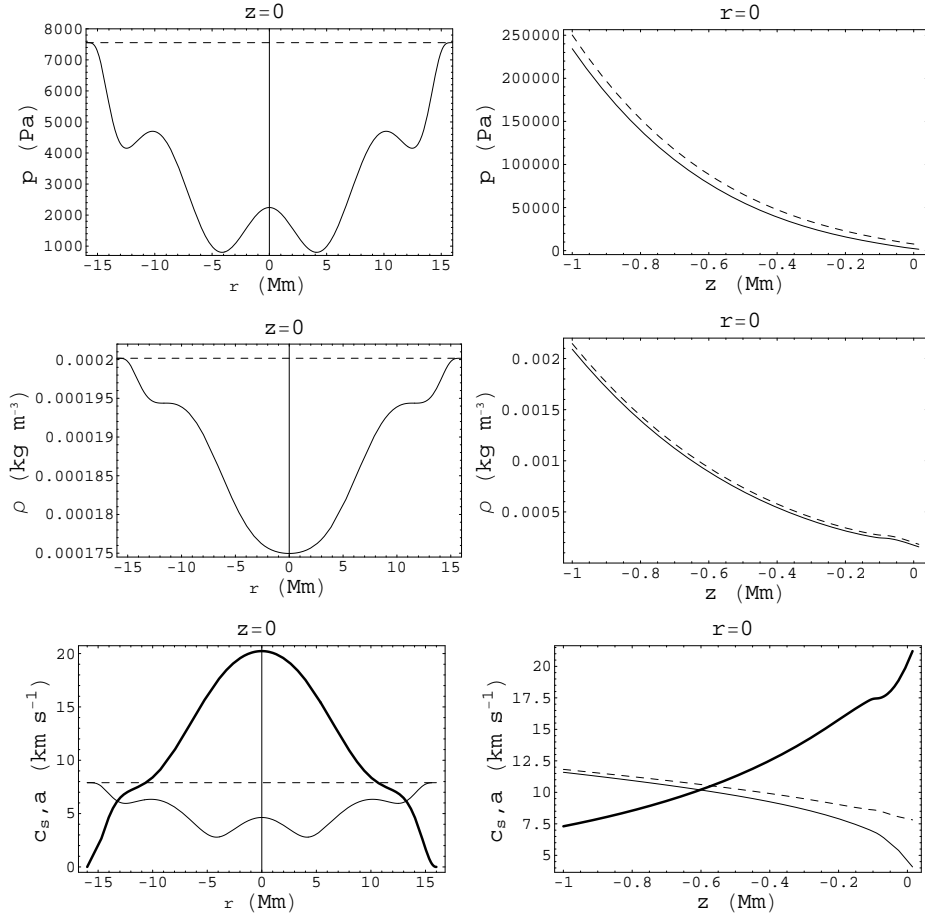 z=0
8000
7000
6000
5000
4000
3000
2000
1000
p (Pa)
-15 -10 -5 0 5 10 15
r (Mm)
r=0
250000
200000
150000
100000
50000
0
p (Pa)
-1 -0.8 -0.6 -0.4 -0.2 0
z (Mm)
z=0
0.0002
0.000195
0.00019
0.000185
0.00018
0.000175
ρ (kg m⁻³)
-15 -10 -5 0 5 10 15
r (Mm)
r=0
0.002
0.0015
0.001
0.0005
ρ (kg m⁻³)
-1 -0.8 -0.6 -0.4 -0.2 0
z (Mm)
z=0
20
15
10
5
0
cₛ,a (km s⁻¹)
-15 -10 -5 0 5 10 15
r (Mm)
r=0
20
17.5
15
12.5
10
7.5
5
cₛ,a (km s⁻¹)
-1 -0.8 -0.6 -0.4 -0.2 0
z (Mm)